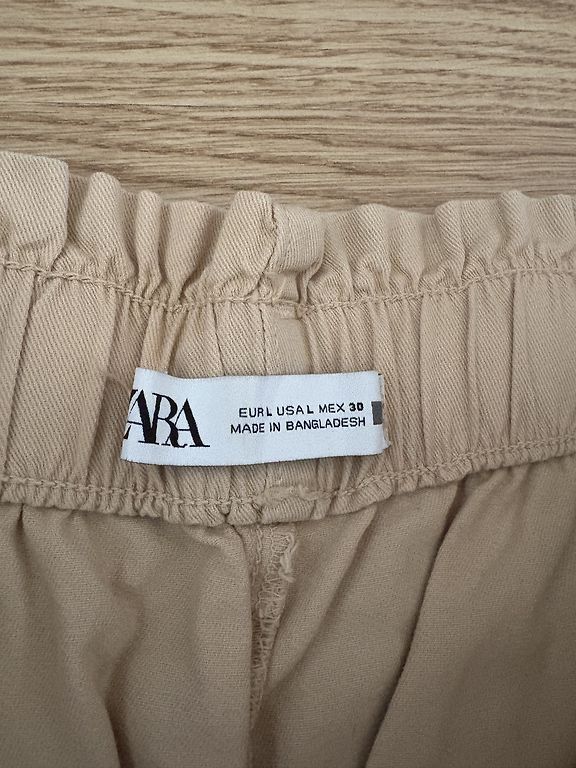 ZARA
EUR L USA L MEX 30
MADE IN BANGLADESH